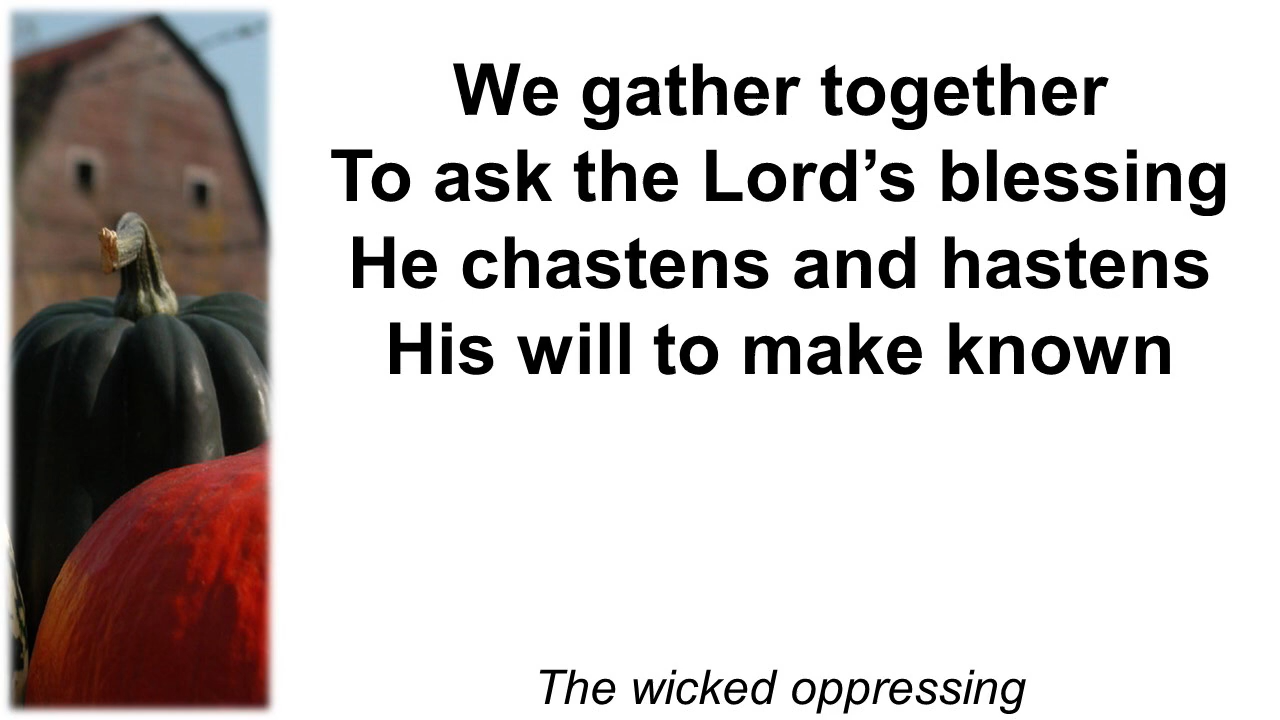 We gather together
To ask the Lord’s blessing
He chastens and hastens
His will to make known
The wicked oppressing